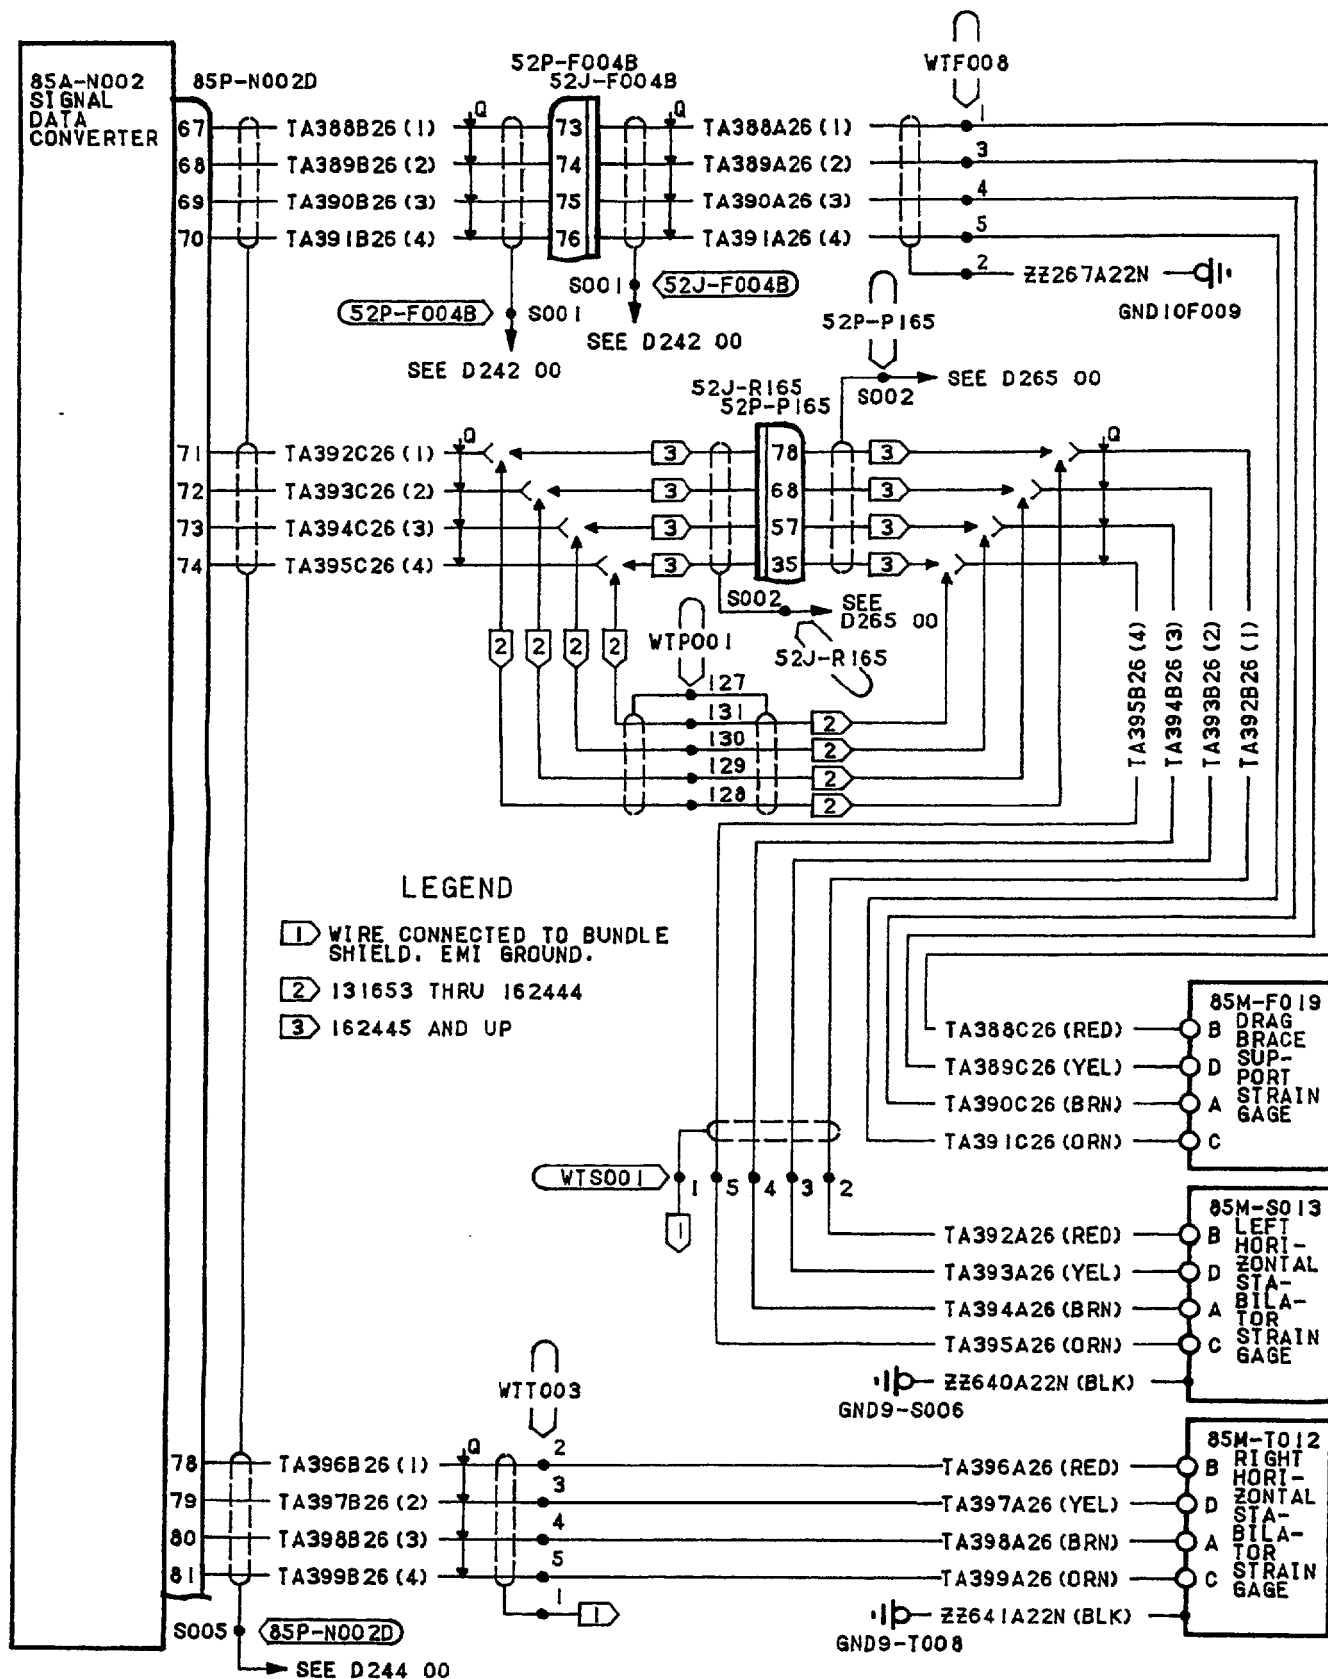 WTF008
52P-F004B
52J-F004B
85A-N002
SIGNAL
DATA
CONVERTER
85P-N002D
67 TA388B26 (1) Q 73 Q TA388A26 (1) 1
68 TA389B26 (2) 74 TA389A26 (2) 3
69 TA390B26 (3) 75 TA390A26 (3) 4
70 TA391B26 (4) 76 TA391A26 (4) 5
2 ZZ267A22N
GND10F009
S001 52J-F004B
52P-F004B S001
SEE D242 00
SEE D242 00
52P-P165
S002 SEE D265 00
52J-R165
52P-P165
71 TA392C26 (1) Q 3 78 3 Q
72 TA393C26 (2) 3 68 3
73 TA394C26 (3) 3 57 3
74 TA395C26 (4) 3 35 3
S002 SEE
D265 00
52J-R165
2 2 2 2
WTP001
127
131 2
130 2
129 2
128 2
TA395B26 (4)
TA394B26 (3)
TA393B26 (2)
TA392B26 (1)
LEGEND
1 WIRE CONNECTED TO BUNDLE
SHIELD. EMI GROUND.
2 131653 THRU 162444
3 162445 AND UP
85M-F019
DRAG
BRACE
SUP-
PORT
STRAIN
GAGE
TA388C26 (RED) B
TA389C26 (YEL) D
TA390C26 (BRN) A
TA391C26 (ORN) C
WTS001 1 5 4 3 2
1
85M-S013
LEFT
HORI-
ZONTAL
STA-
BILA-
TOR
STRAIN
GAGE
TA392A26 (RED) B
TA393A26 (YEL) D
TA394A26 (BRN) A
TA395A26 (ORN) C
ZZ640A22N (BLK)
GND9-S006
WTT003
85M-T012
RIGHT
HORI-
ZONTAL
STA-
BILA-
TOR
STRAIN
GAGE
78 TA396B26 (1) Q 2 TA396A26 (RED) B
79 TA397B26 (2) 3 TA397A26 (YEL) D
80 TA398B26 (3) 4 TA398A26 (BRN) A
81 TA399B26 (4) 5 TA399A26 (ORN) C
1 1
ZZ641A22N (BLK)
GND9-T008
S005 85P-N002D
SEE D244 00